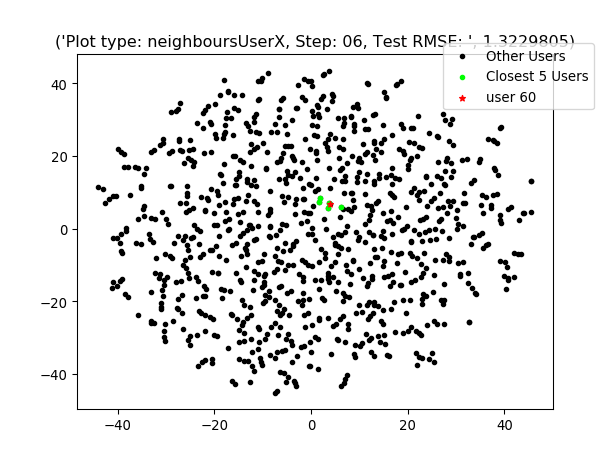 ('Plot type: neighboursUserX, Step: 06, Test RMSE: ', 1.3229805)
Other Users
Closest 5 Users
user 60
40
20
0
−20
−40
−40
−20
0
20
40